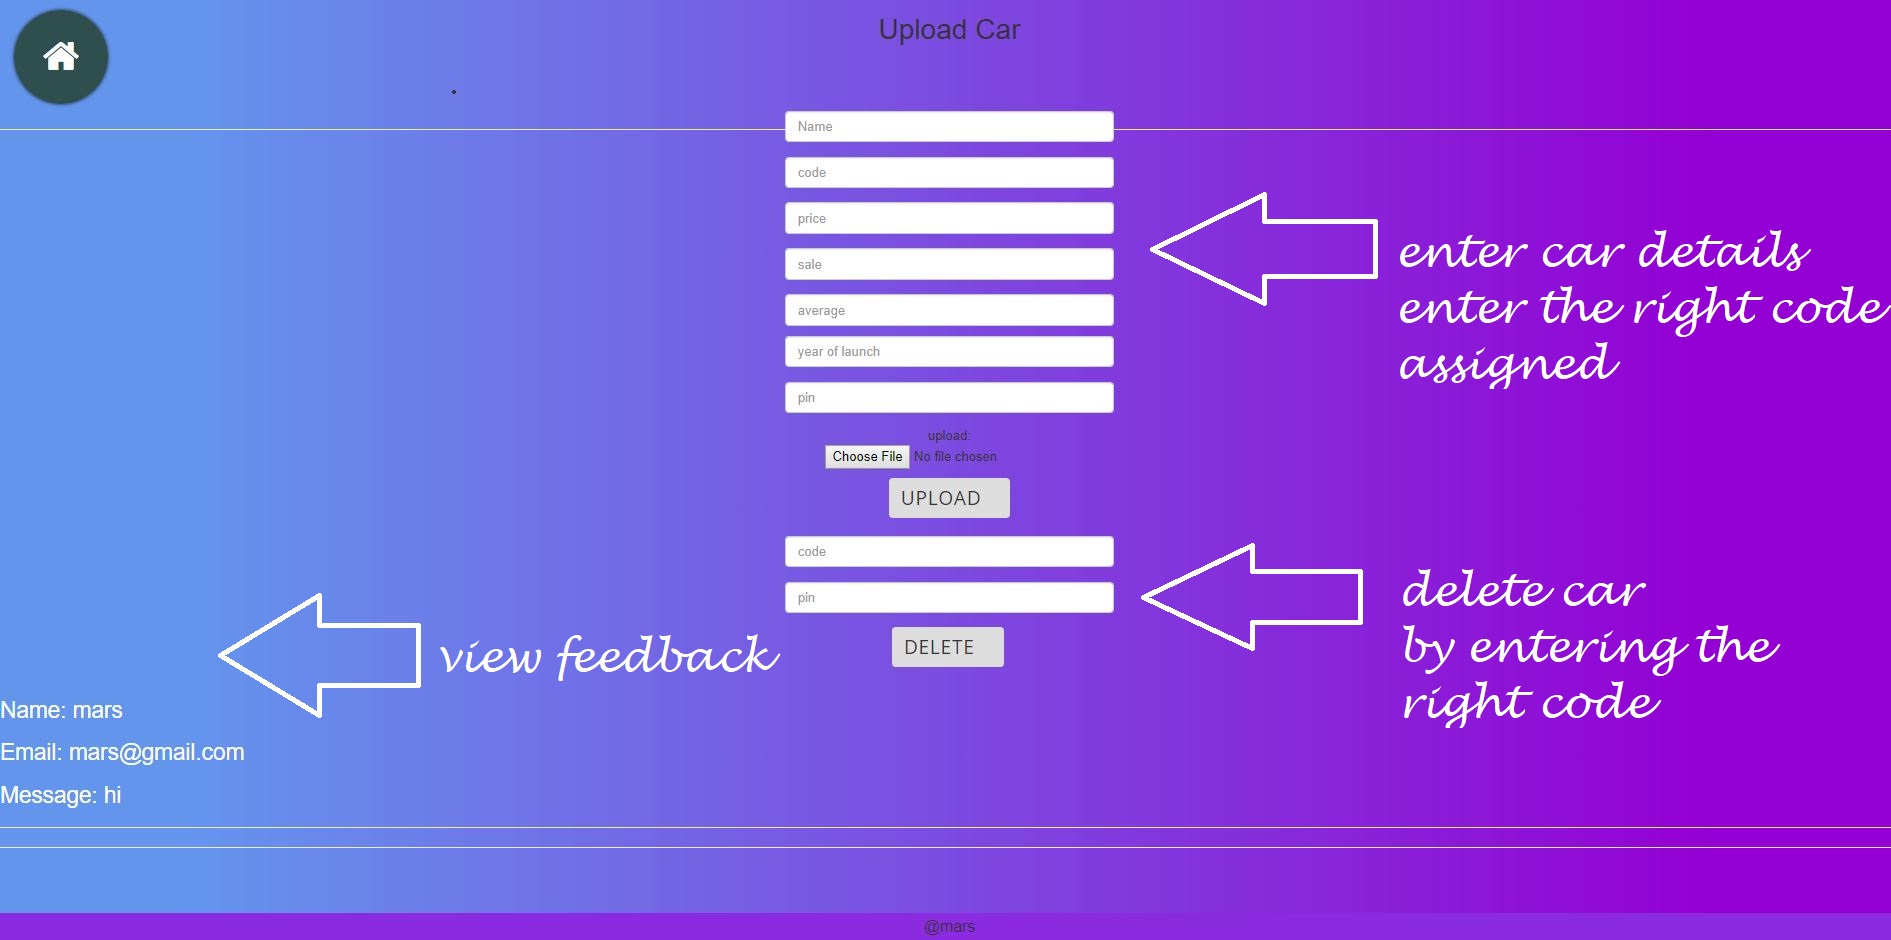 Upload Car
Name
code
price
sale
average
year of launch
pin
upload:
Choose File No file chosen
UPLOAD
enter car details
enter the right code
assigned
code
pin
DELETE
delete car
by entering the
right code
view feedback
Name: mars
Email: mars@gmail.com
Message: hi
@mars